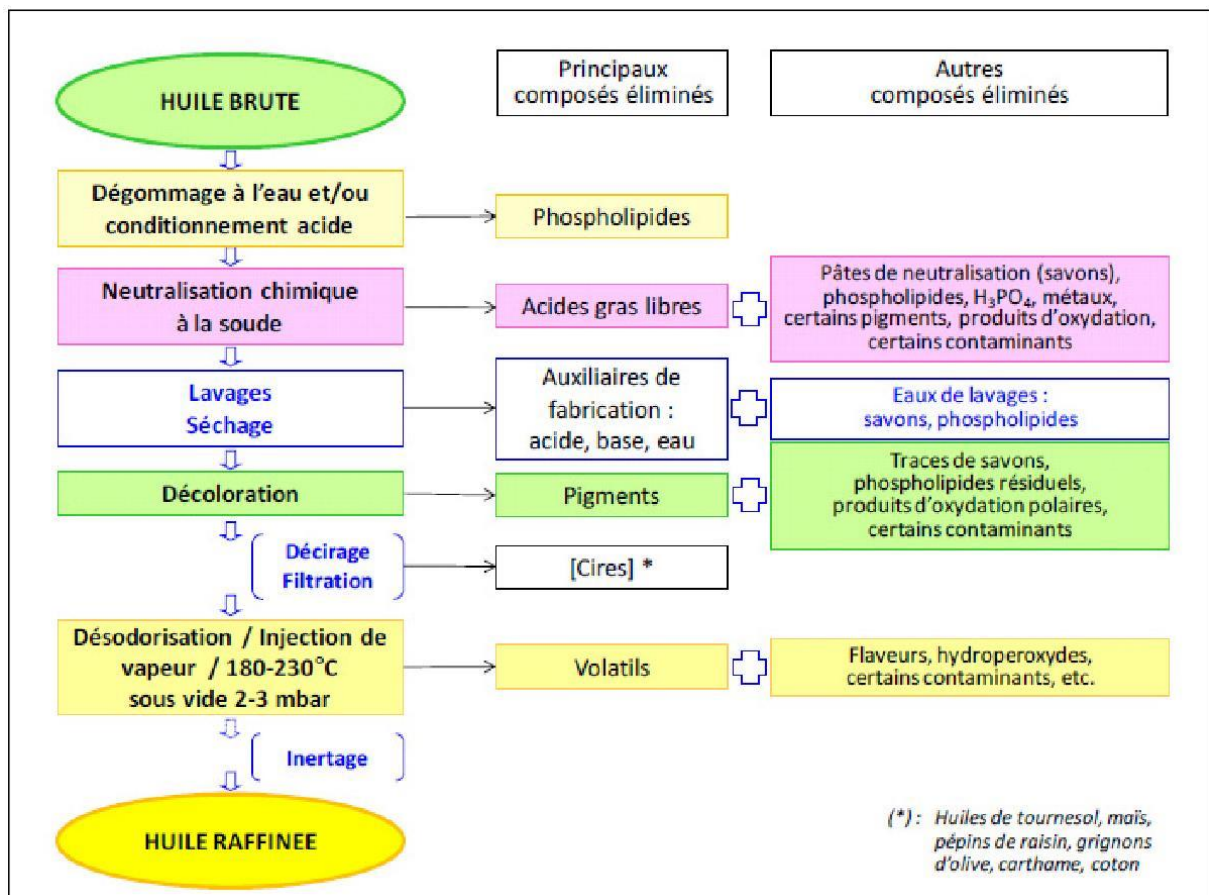 HUILE BRUTE
Principaux
composés éliminés
Autres
composés éliminés
Dégommage à l'eau et/ou
conditionnement acide
Phospholipides
Neutralisation chimique
à la soude
Acides gras libres
Pâtes de neutralisation (savons),
phospholipides, H₃PO₄, métaux,
certains pigments, produits d'oxydation,
certains contaminants
Lavages
Séchage
Auxiliaires de
fabrication :
acide, base, eau
Eaux de lavages :
savons, phospholipides
Décoloration
Pigments
Traces de savons,
phospholipides résiduels,
produits d'oxydation polaires,
certains contaminants
Décirage
Filtration
[Cires] *
Désodorisation / Injection de
vapeur / 180-230°C
sous vide 2-3 mbar
Volatils
Flaveurs, hydroperoxydes,
certains contaminants, etc.
Inertage
HUILE RAFFINEE
(*) : Huiles de tournesol, maïs,
pépins de raisin, grignons
d'olive, carthame, coton